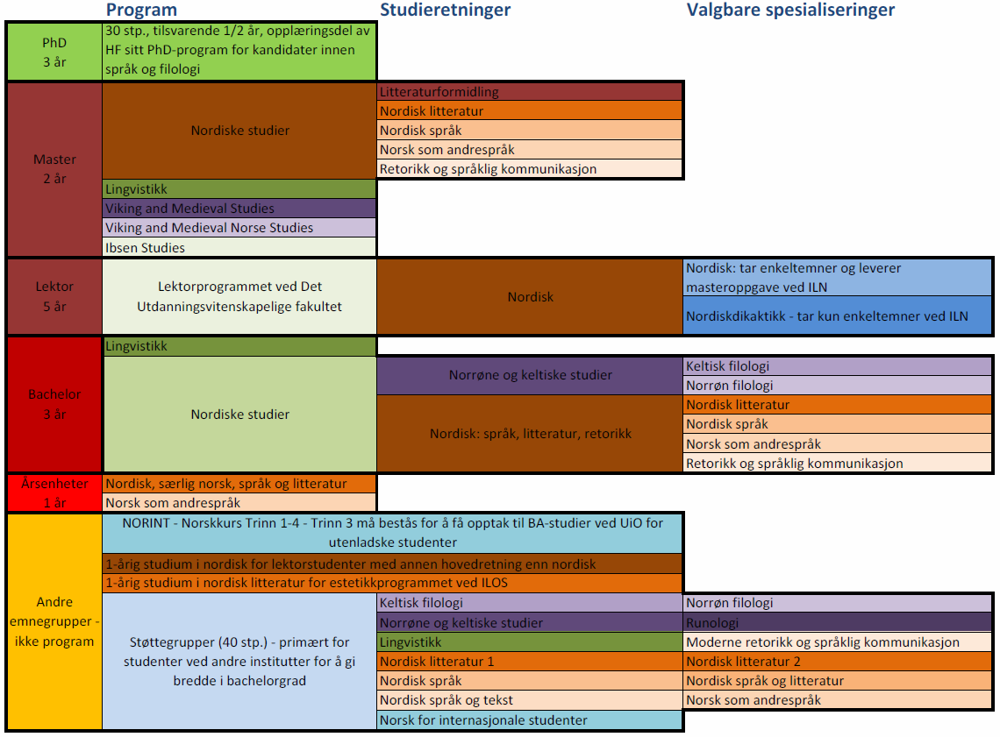 Program
Studieretninger
Valgbare spesialiseringer
PhD
3 år
30 stp., tilsvarende 1/2 år, opplæringsdel av
HF sitt PhD-program for kandidater innen
språk og filologi
Master
2 år
Nordiske studier
Litteraturformidling
Nordisk litteratur
Nordisk språk
Norsk som andrespråk
Retorikk og språklig kommunikasjon
Lingvistikk
Viking and Medieval Studies
Viking and Medieval Norse Studies
Ibsen Studies
Lektor
5 år
Lektorprogrammet ved Det
Utdanningsvitenskapelige fakultet
Nordisk
Nordisk: tar enkeltemner og leverer
masteroppgave ved ILN
Nordiskdikaktikk - tar kun enkeltemner ved ILN
Bachelor
3 år
Lingvistikk
Nordiske studier
Norrøne og keltiske studier
Keltisk filologi
Norrøn filologi
Nordisk: språk, litteratur, retorikk
Nordisk litteratur
Nordisk språk
Norsk som andrespråk
Retorikk og språklig kommunikasjon
Årsenheter
1 år
Nordisk, særlig norsk, språk og litteratur
Norsk som andrespråk
Andre
emnegrupper -
ikke program
NORINT - Norskkurs Trinn 1-4 - Trinn 3 må bestås for å få opptak til BA-studier ved UiO for
utenladske studenter
1-årig studium i nordisk for lektorstudenter med annen hovedretning enn nordisk
1-årig studium i nordisk litteratur for estetikkprogrammet ved ILOS
Støttegrupper (40 stp.) - primært for
studenter ved andre institutter for å gi
bredde i bachelorgrad
Keltisk filologi
Norrøne og keltiske studier
Lingvistikk
Nordisk litteratur 1
Nordisk språk
Nordisk språk og tekst
Norsk for internasjonale studenter
Norrøn filologi
Runologi
Moderne retorikk og språklig kommunikasjon
Nordisk litteratur 2
Nordisk språk og litteratur
Norsk som andrespråk